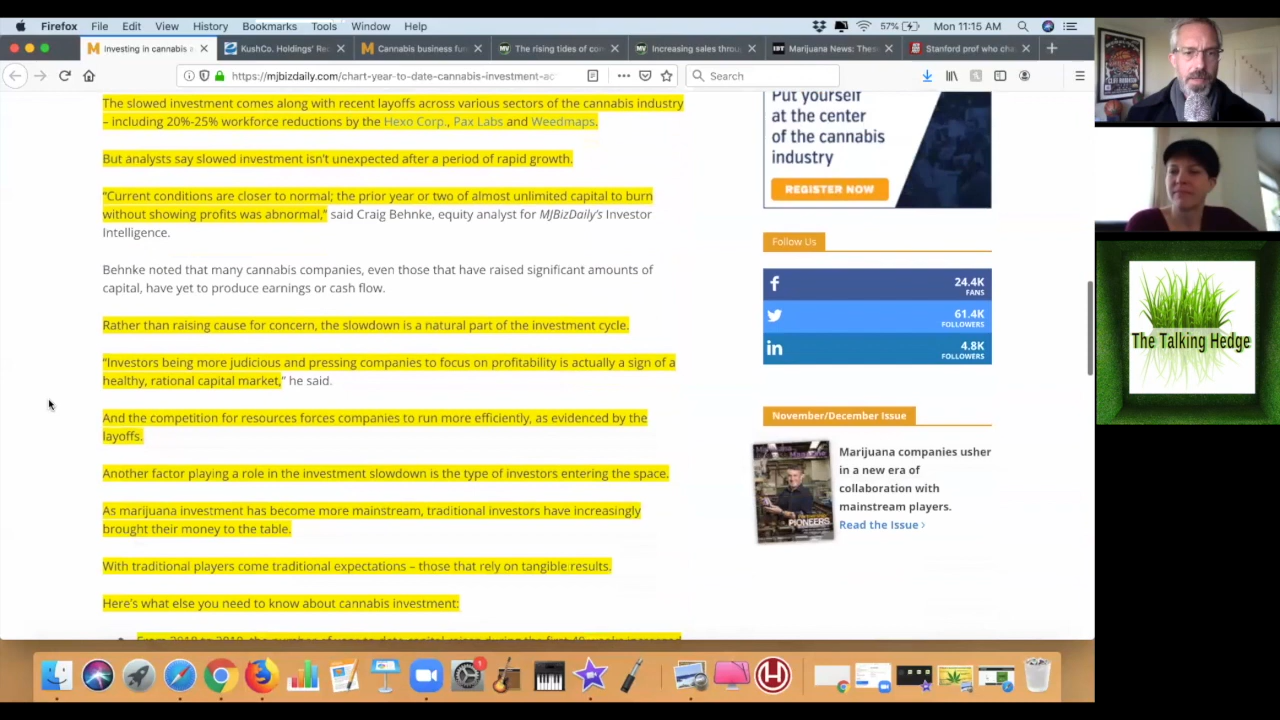 Firefox File Edit View History Bookmarks Tools Window Help
57% Mon 11:15 AM
Investing in cannabis a
KushCo. Holdings' Re
Cannabis business fu
The rising tides of con
Increasing sales throu
Marijuana News: The
Stanford prof who cha
https://mjbizdaily.com/chart-year-to-date-cannabis-investment-ac
Search
The slowed investment comes along with recent layoffs across various sectors of the cannabis industry
– including 20%-25% workforce reductions by the Hexo Corp., Pax Labs and Weedmaps.
But analysts say slowed investment isn't unexpected after a period of rapid growth.
“Current conditions are closer to normal; the prior year or two of almost unlimited capital to burn
without showing profits was abnormal,” said Craig Behnke, equity analyst for MJBizDaily's Investor
Intelligence.
Behnke noted that many cannabis companies, even those that have raised significant amounts of
capital, have yet to produce earnings or cash flow.
Rather than raising cause for concern, the slowdown is a natural part of the investment cycle.
“Investors being more judicious and pressing companies to focus on profitability is actually a sign of a
healthy, rational capital market,” he said.
And the competition for resources forces companies to run more efficiently, as evidenced by the
layoffs.
Another factor playing a role in the investment slowdown is the type of investors entering the space.
As marijuana investment has become more mainstream, traditional investors have increasingly
brought their money to the table.
With traditional players come traditional expectations – those that rely on tangible results.
Here's what else you need to know about cannabis investment:
Put yourself
at the center
of the cannabis
industry
REGISTER NOW
Follow Us
24.4K
FANS
61.4K
FOLLOWERS
4.8K
FOLLOWERS
November/December Issue
PIONEERS
Marijuana companies usher
in a new era of
collaboration with
mainstream players.
Read the Issue ›
The Talking Hedge
1